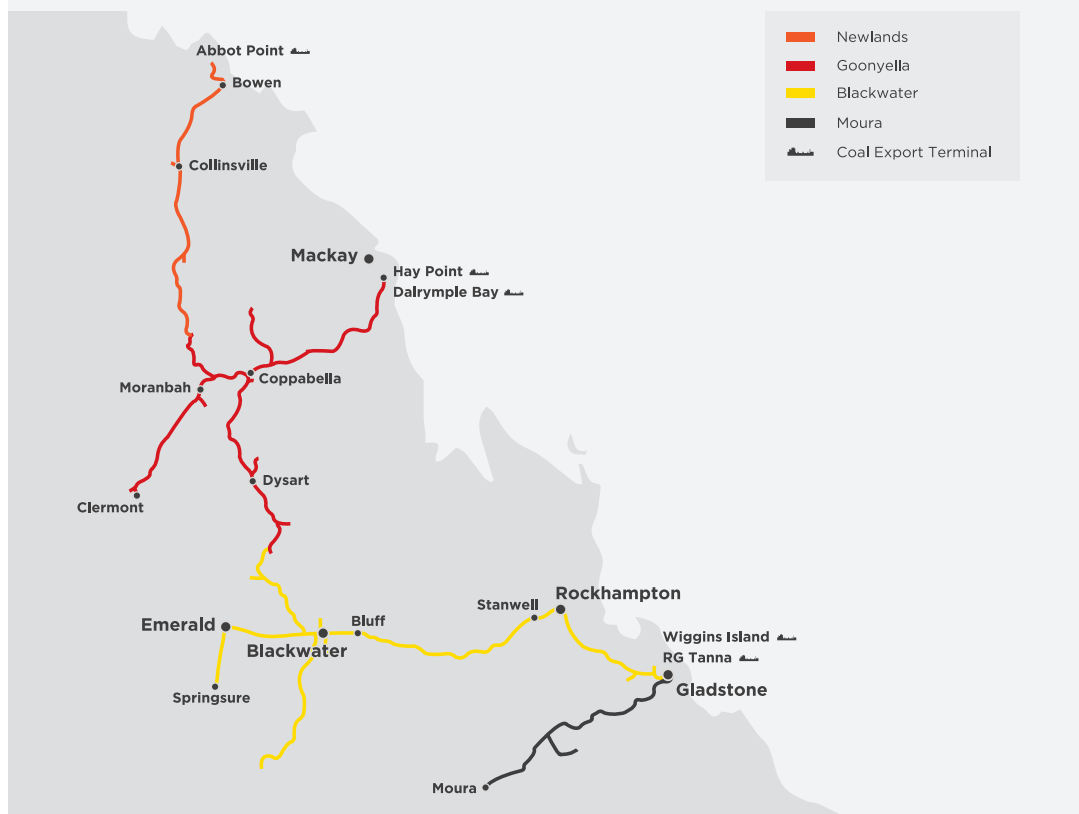 Newlands
Goonyella
Blackwater
Moura
Coal Export Terminal
Abbot Point
Bowen
Collinsville
Mackay
Hay Point
Dalrymple Bay
Coppabella
Moranbah
Dysart
Clermont
Rockhampton
Stanwell
Emerald
Bluff
Blackwater
Wiggins Island
RG Tanna
Springsure
Gladstone
Moura